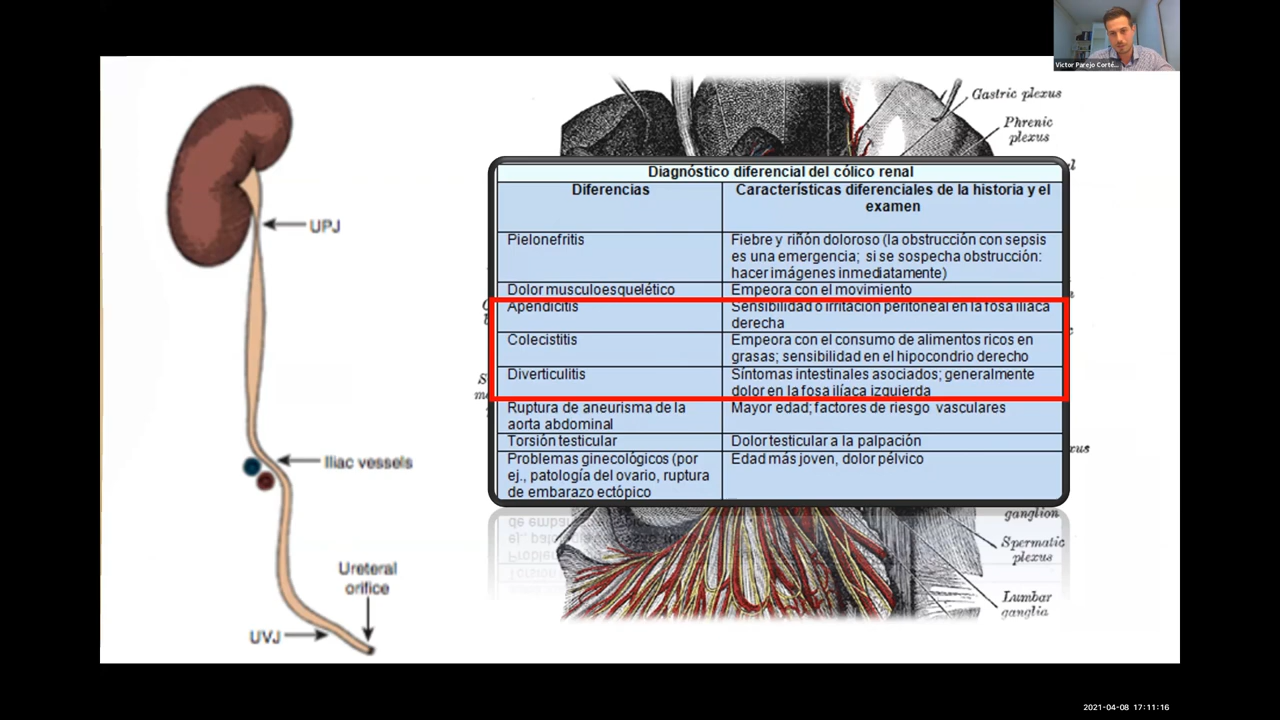 Victor Parejo Corté...
Gastric plexus
Phrenic
plexus
UPJ
Iliac vessels
Ureteral
orifice
UVJ
Diagnóstico diferencial del cólico renal
Diferencias
Características diferenciales de la historia y el
examen
Pielonefritis
Fiebre y riñón doloroso (la obstrucción con sepsis
es una emergencia; si se sospecha obstrucción:
hacer imágenes inmediatamente)
Dolor musculoesquelético
Empeora con el movimiento
Apendicitis
Sensibilidad o irritación peritoneal en la fosa ilíaca
derecha
Colecistitis
Empeora con el consumo de alimentos ricos en
grasas; sensibilidad en el hipocondrio derecho
Diverticulitis
Síntomas intestinales asociados; generalmente
dolor en la fosa ilíaca izquierda
Ruptura de aneurisma de la
aorta abdominal
Mayor edad; factores de riesgo vasculares
Torsión testicular
Dolor testicular a la palpación
Problemas ginecológicos (por
ej., patología del ovario, ruptura
de embarazo ectópico
Edad más joven, dolor pélvico
ganglion
Spermatic
plexus
Lumbar
ganglia
2021-04-08 17:11:16